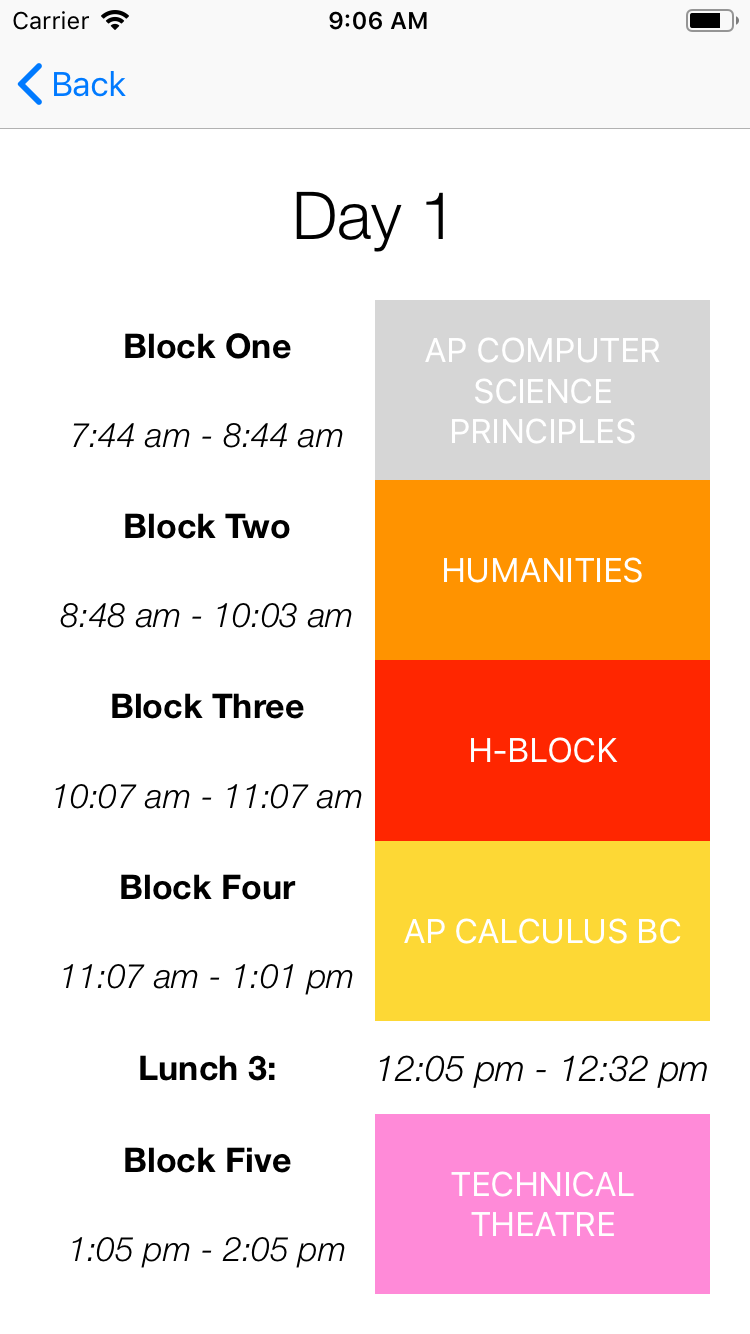 Carrier 9:06 AM
Back
Day 1
Block One
7:44 am - 8:44 am
AP COMPUTER
SCIENCE
PRINCIPLES
Block Two
8:48 am - 10:03 am
HUMANITIES
Block Three
10:07 am - 11:07 am
H-BLOCK
Block Four
11:07 am - 1:01 pm
AP CALCULUS BC
Lunch 3: 12:05 pm - 12:32 pm
Block Five
1:05 pm - 2:05 pm
TECHNICAL
THEATRE